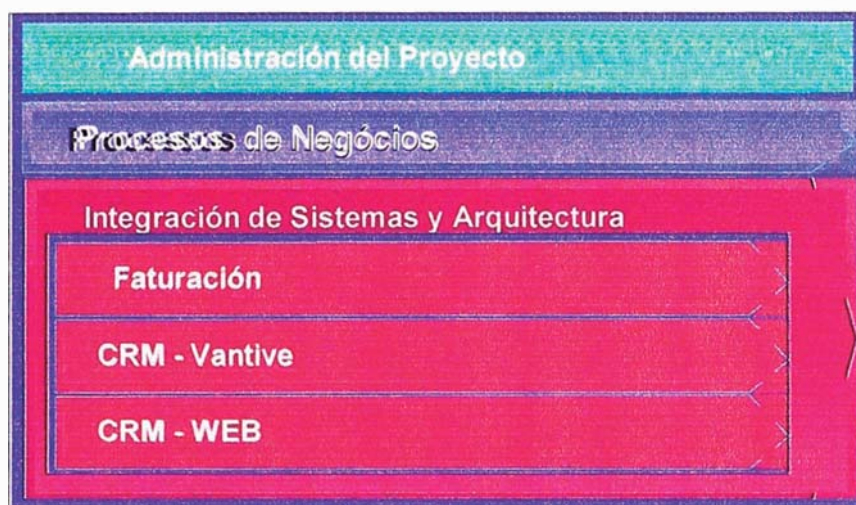 Administración del Proyecto
Processos de Negócios
Integración de Sistemas y Arquitectura
Faturación
CRM - Vantive
CRM - WEB